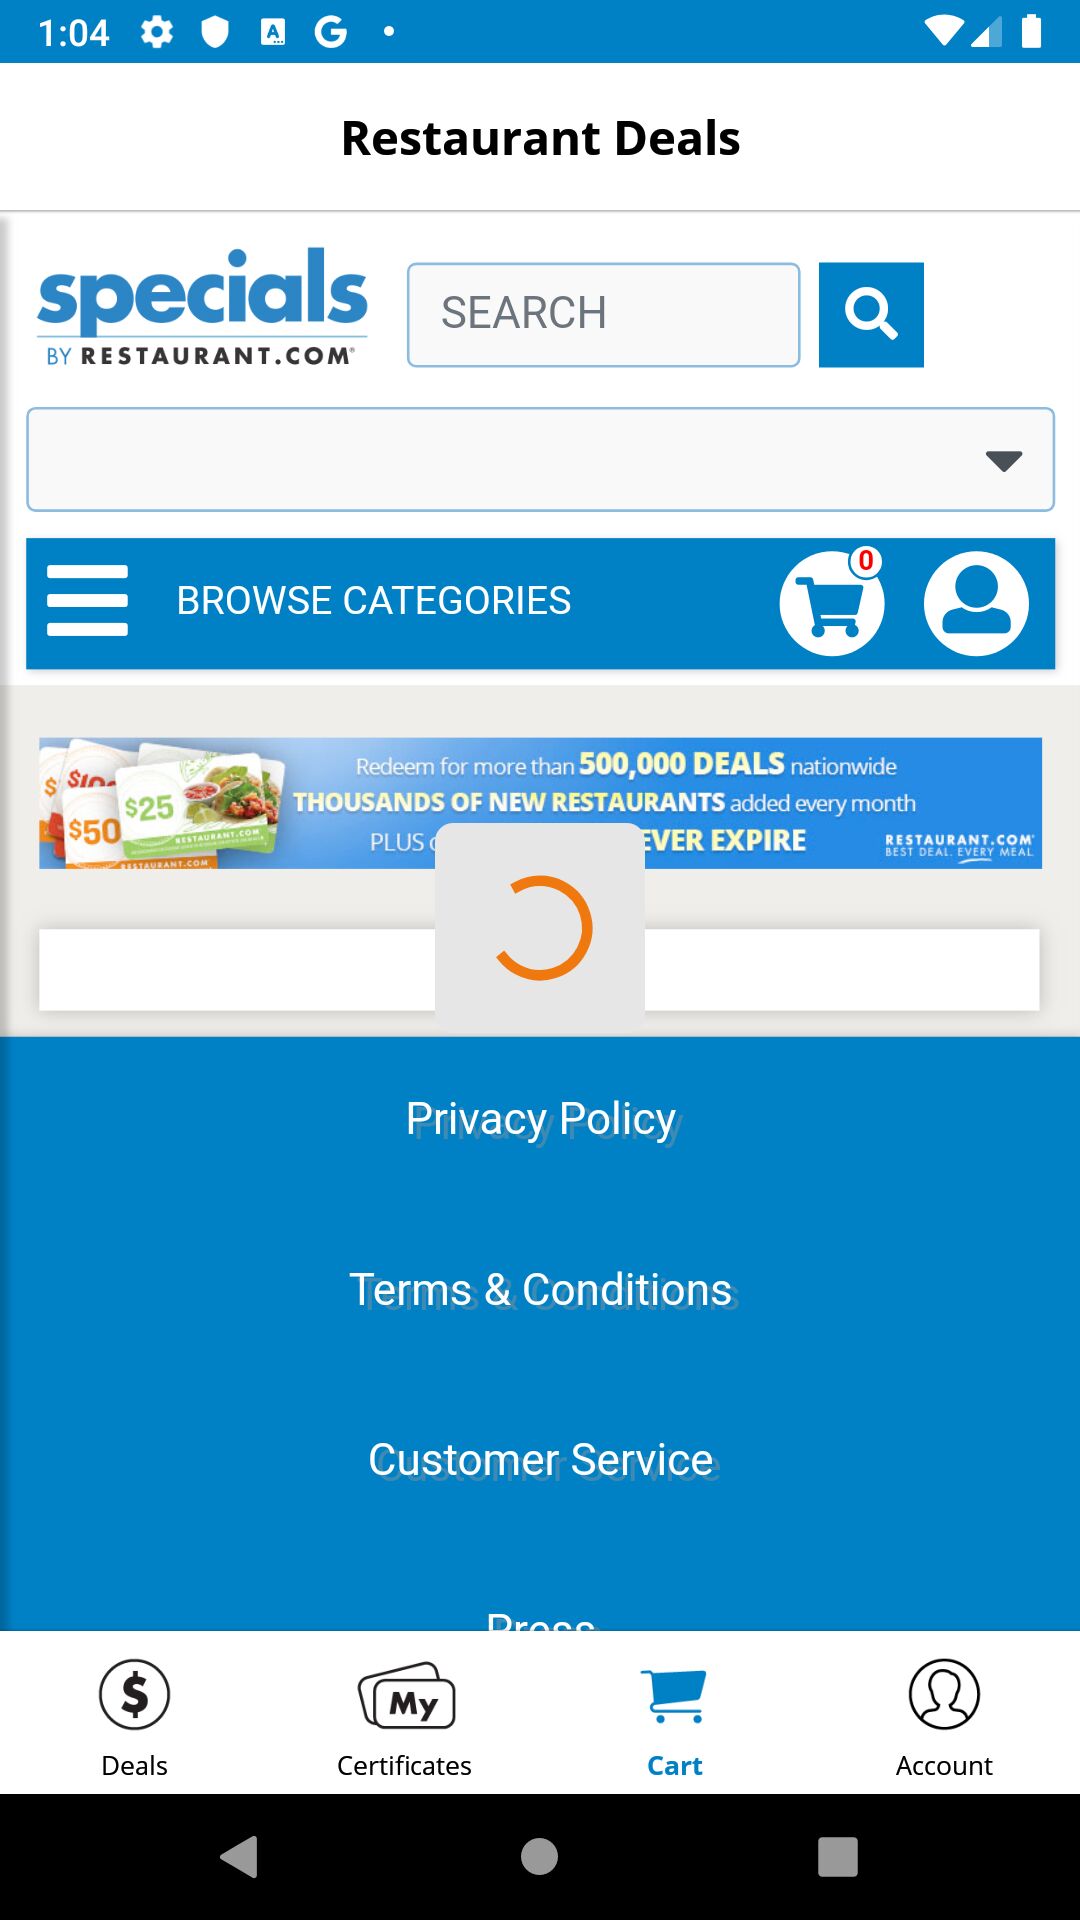 1:04
Restaurant Deals
specials
BY RESTAURANT.COM
SEARCH
BROWSE CATEGORIES
0
Redeem for more than 500,000 DEALS nationwide
THOUSANDS OF NEW RESTAURANTS added every month
PLUS
EVER EXPIRE
$25
$50
RESTAURANT.COM
RESTAURANT.COM
RESTAURANT.COM
BEST DEAL. EVERY MEAL.
Privacy Policy
Terms & Conditions
Customer Service
Press
$
My
Deals
Certificates
Cart
Account